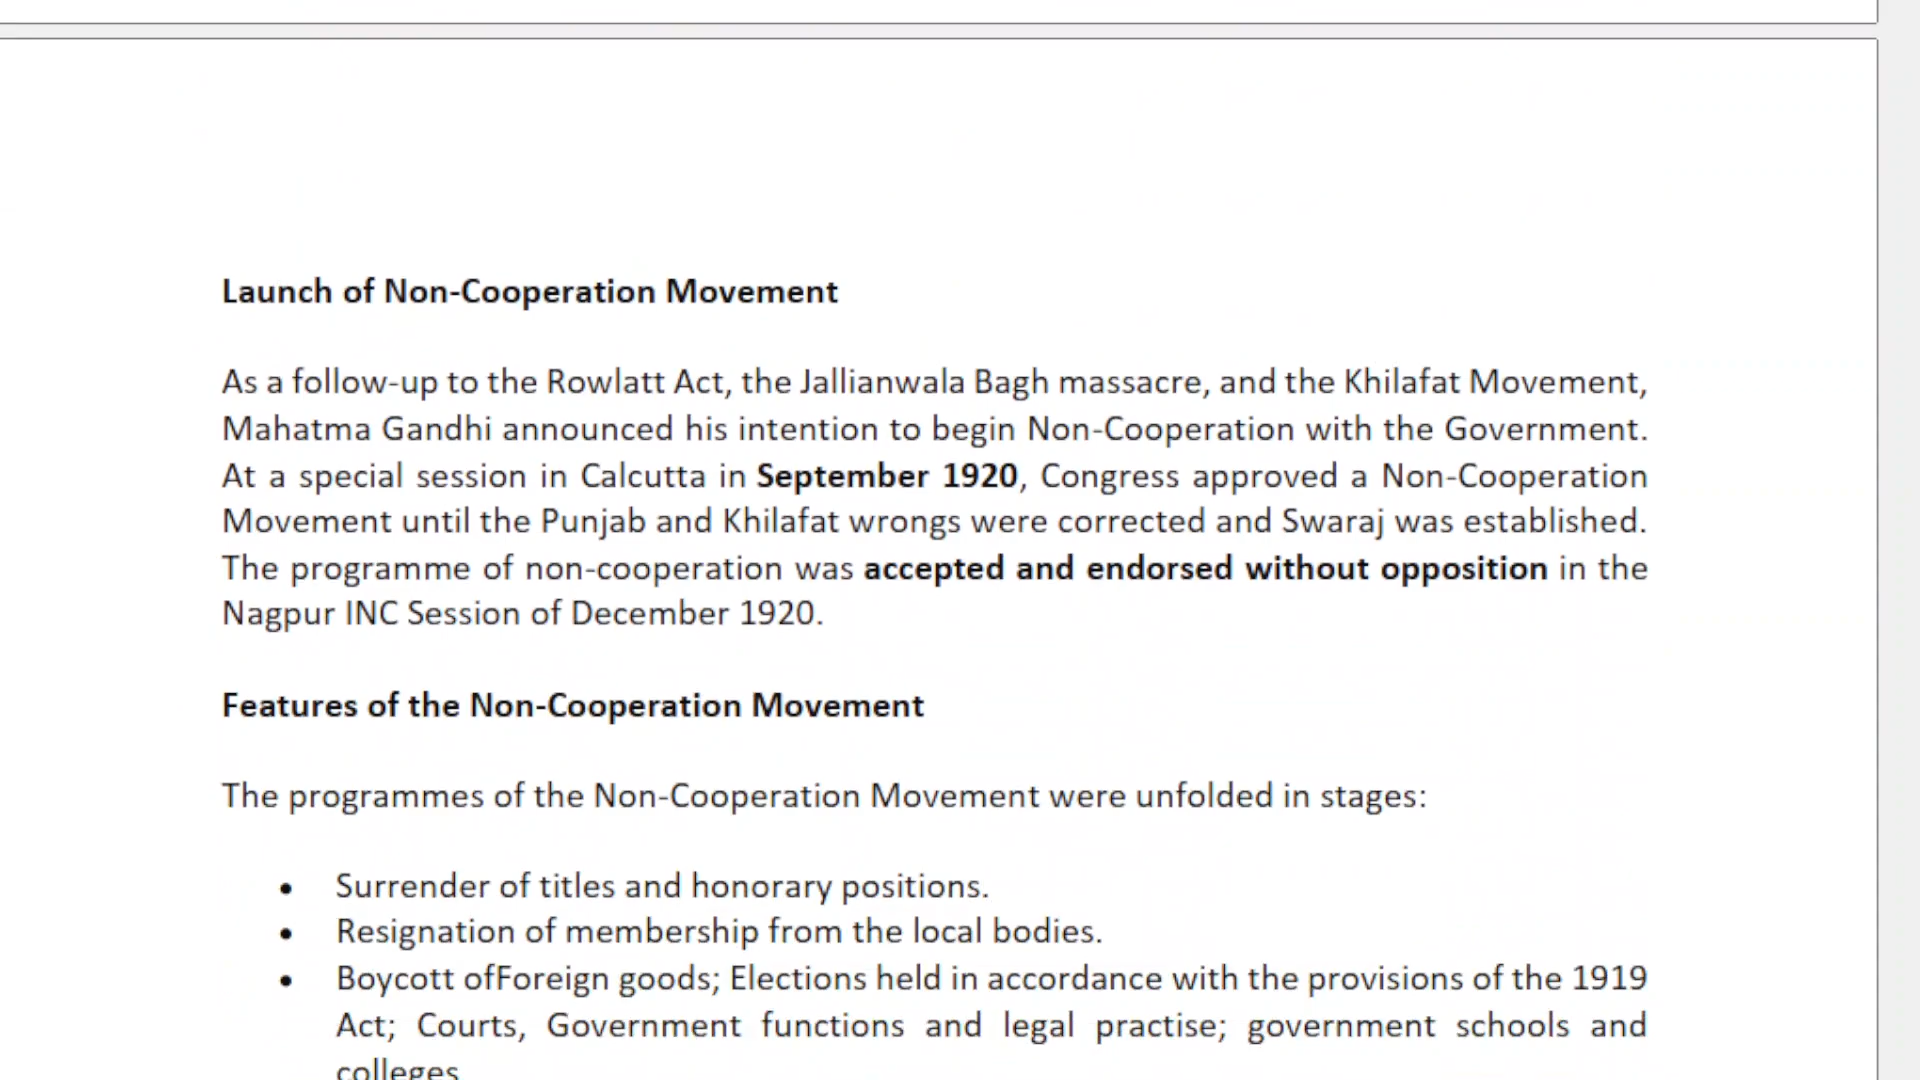 Launch of Non-Cooperation Movement
As a follow-up to the Rowlatt Act, the Jallianwala Bagh massacre, and the Khilafat Movement,
Mahatma Gandhi announced his intention to begin Non-Cooperation with the Government.
At a special session in Calcutta in September 1920, Congress approved a Non-Cooperation
Movement until the Punjab and Khilafat wrongs were corrected and Swaraj was established.
The programme of non-cooperation was accepted and endorsed without opposition in the
Nagpur INC Session of December 1920.
Features of the Non-Cooperation Movement
The programmes of the Non-Cooperation Movement were unfolded in stages:
• Surrender of titles and honorary positions.
• Resignation of membership from the local bodies.
• Boycott ofForeign goods; Elections held in accordance with the provisions of the 1919
Act; Courts, Government functions and legal practise; government schools and
colleges.